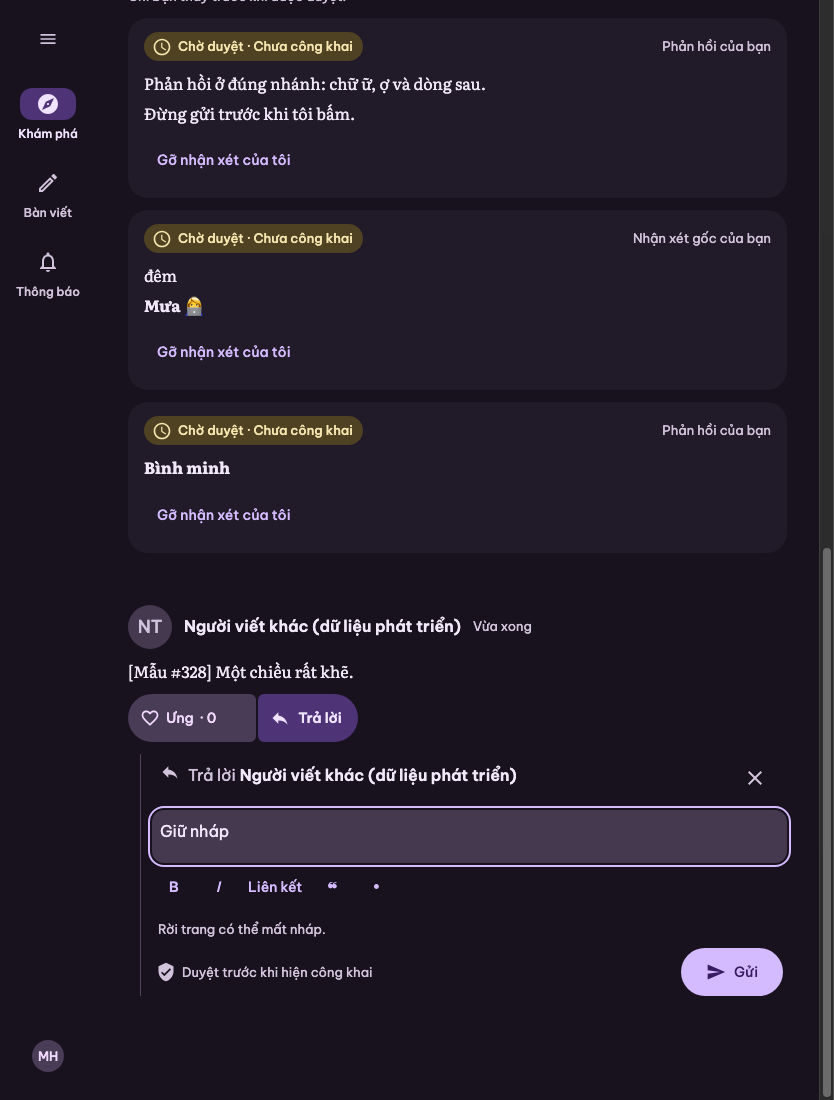 Khám phá
Bàn viết
Thông báo
Chờ duyệt · Chưa công khai
Phản hồi của bạn
Phản hồi ở đúng nhánh: chữ ữ, ợ và dòng sau.
Đừng gửi trước khi tôi bấm.
Gỡ nhận xét của tôi
Chờ duyệt · Chưa công khai
Nhận xét gốc của bạn
đêm
Mưa 👩‍💻
Gỡ nhận xét của tôi
Chờ duyệt · Chưa công khai
Phản hồi của bạn
Bình minh
Gỡ nhận xét của tôi
NT
Người viết khác (dữ liệu phát triển) Vừa xong
[Mẫu #328] Một chiều rất khẽ.
Ưng · 0
Trả lời
Trả lời Người viết khác (dữ liệu phát triển)
Giữ nháp
B I Liên kết ❝ •
Rời trang có thể mất nháp.
Duyệt trước khi hiện công khai
Gửi
MH